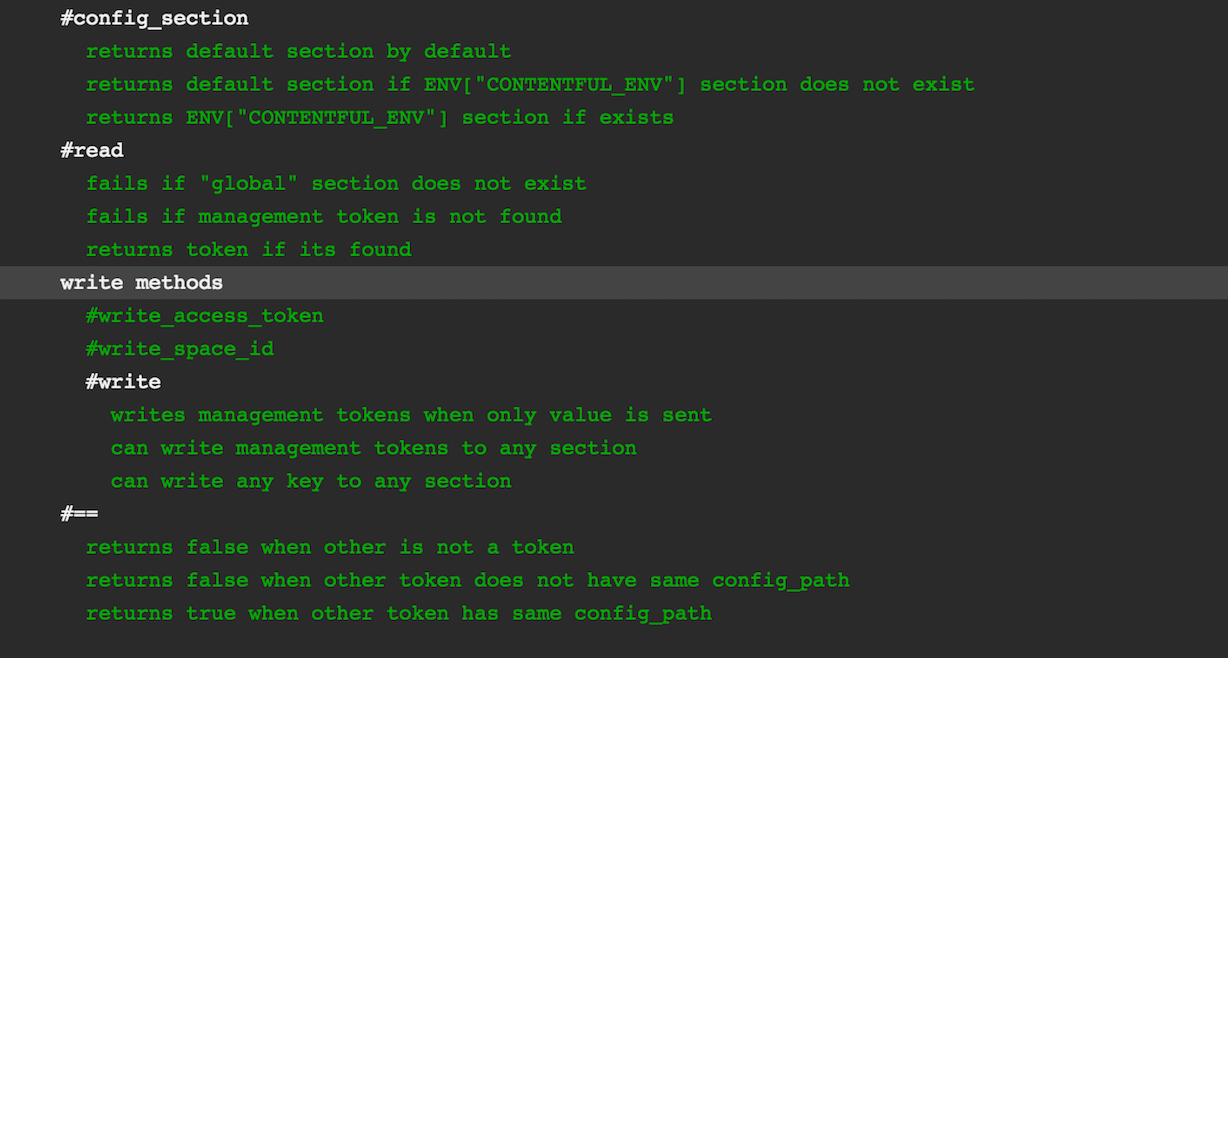 #config_section
returns default section by default
returns default section if ENV["CONTENTFUL_ENV"] section does not exist
returns ENV["CONTENTFUL_ENV"] section if exists
#read
fails if "global" section does not exist
fails if management token is not found
returns token if its found
write methods
#write_access_token
#write_space_id
#write
writes management tokens when only value is sent
can write management tokens to any section
can write any key to any section
#==
returns false when other is not a token
returns false when other token does not have same config_path
returns true when other token has same config_path